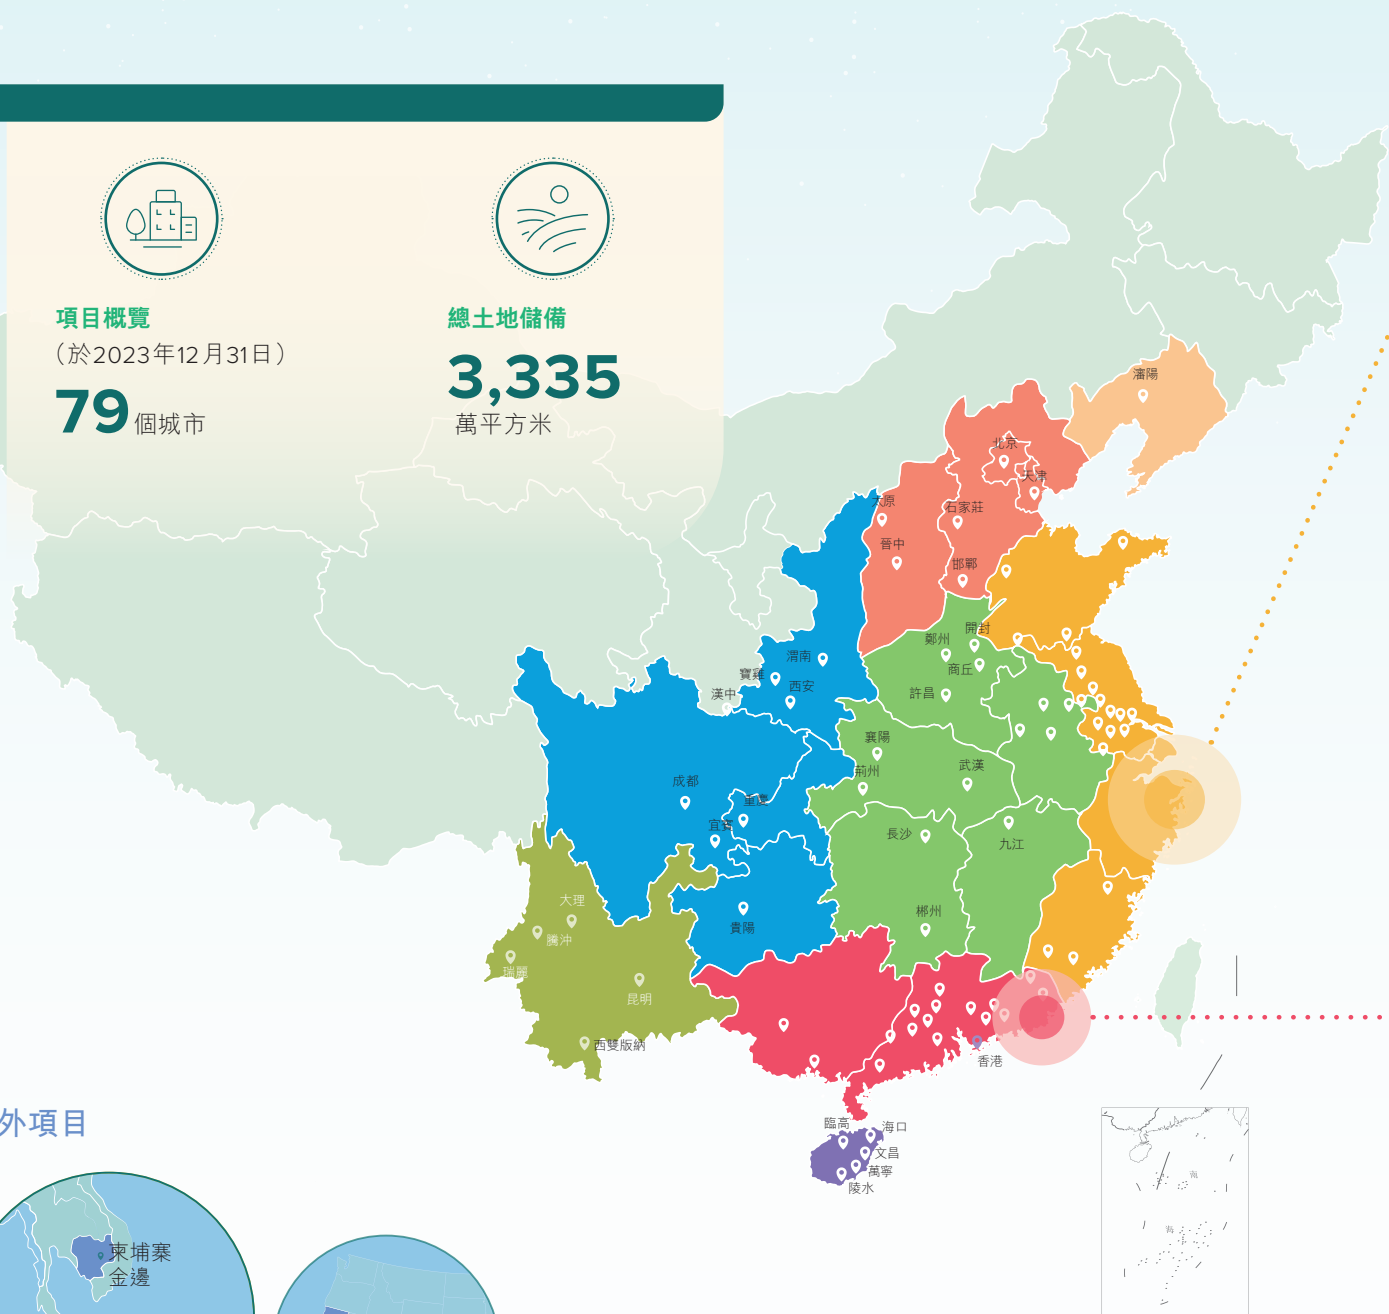 項目概覽
（於2023年12月31日）
79個城市
總土地儲備
3,335
萬平方米
瀋陽
北京
天津
太原
石家莊
晉中
邯鄲
鄭州
開封
商丘
許昌
渭南
寶雞
西安
漢中
襄陽
荊州
武漢
成都
重慶
宜賓
長沙
九江
郴州
貴陽
大理
騰沖
瑞麗
昆明
西雙版納
香港
臨高
海口
文昌
萬寧
陵水
外項目
柬埔寨
金邊